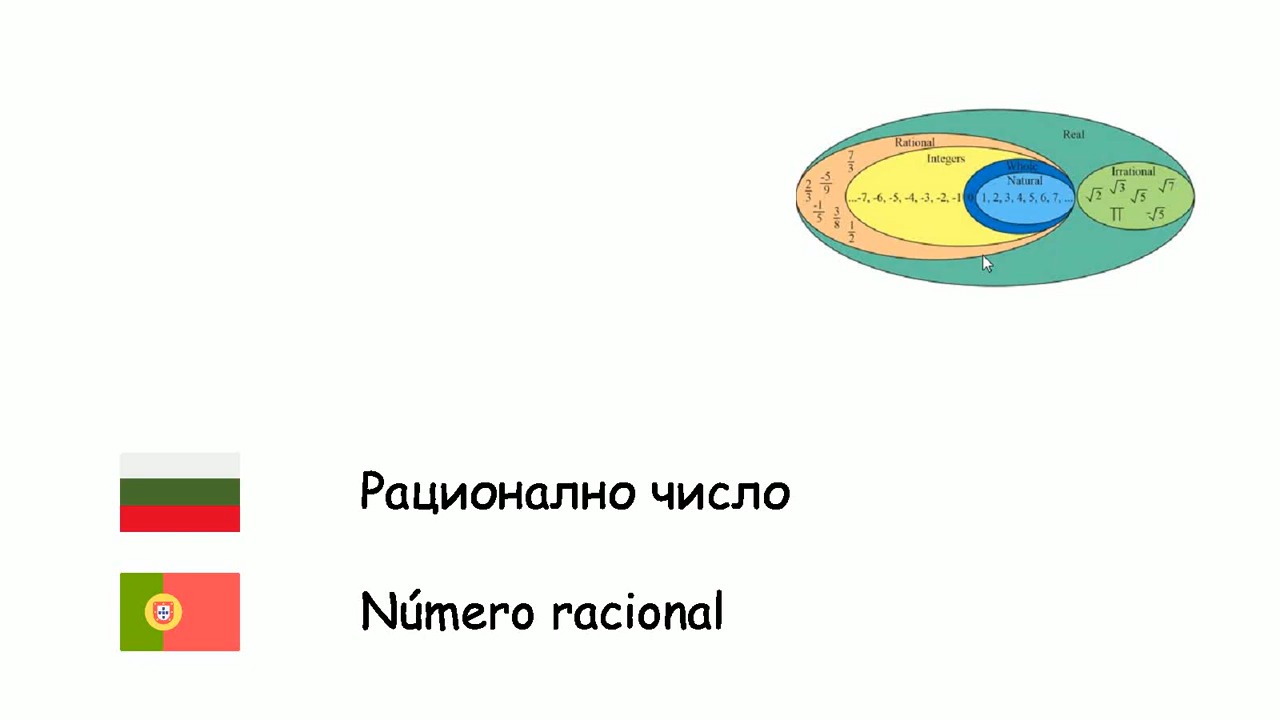 Real
Rational
Integers
Whole
Natural
Irrational
7/3
2/3
-5/9
-1/5
3/8
1/2
...-7, -6, -5, -4, -3, -2, -1
0
1, 2, 3, 4, 5, 6, 7, ...
√2
√3
√5
√7
∏
-√5
Рационално число
Número racional